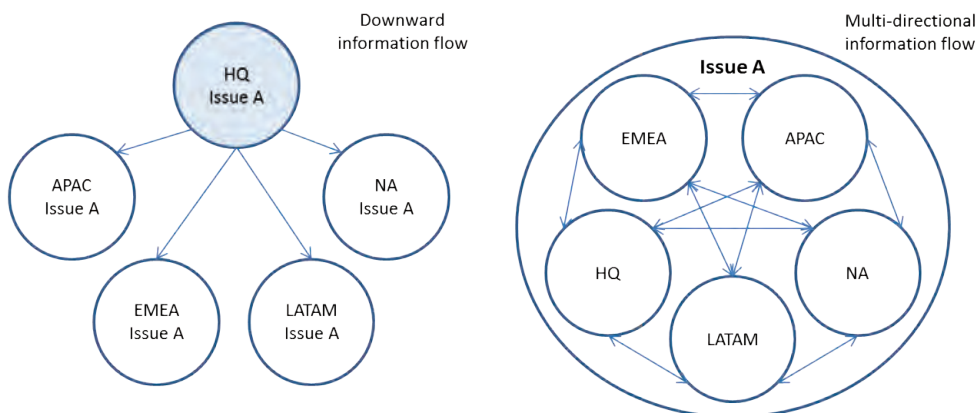 Downward
information flow
HQ
Issue A
APAC
Issue A
NA
Issue A
EMEA
Issue A
LATAM
Issue A
Multi-directional
information flow
Issue A
EMEA
APAC
HQ
NA
LATAM